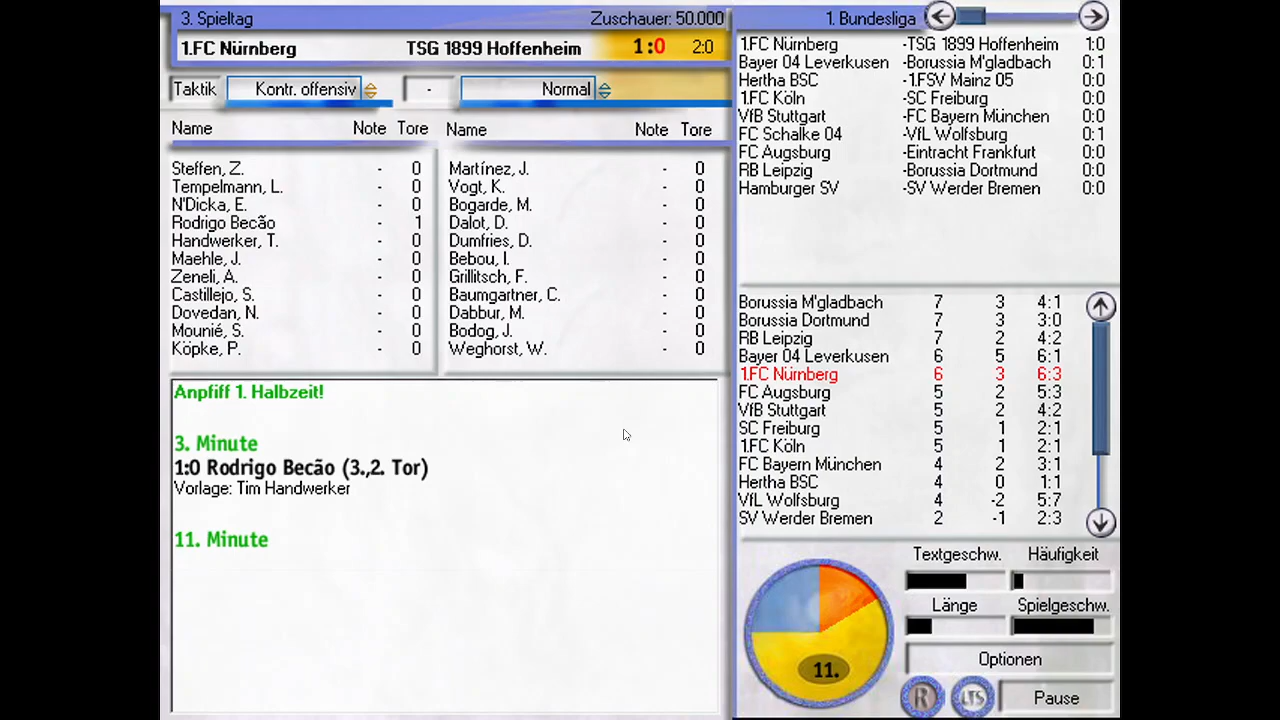 3. Spieltag Zuschauer: 50.000
1.FC Nürnberg TSG 1899 Hoffenheim 1:0 2:0
Taktik Kontr. offensiv - Normal
Name Note Tore Name Note Tore
Steffen, Z. - 0 Martínez, J. - 0
Tempelmann, L. - 0 Vogt, K. - 0
N'Dicka, E. - 0 Bogarde, M. - 0
Rodrigo Becão - 1 Dalot, D. - 0
Handwerker, T. - 0 Dumfries, D. - 0
Maehle, J. - 0 Bebou, I. - 0
Zeneli, A. - 0 Grillitsch, F. - 0
Castillejo, S. - 0 Baumgartner, C. - 0
Dovedan, N. - 0 Dabbur, M. - 0
Mounié, S. - 0 Bodog, J. - 0
Köpke, P. - 0 Weghorst, W. - 0
Anpfiff 1. Halbzeit!
3. Minute
1:0 Rodrigo Becão (3.,2. Tor)
Vorlage: Tim Handwerker
11. Minute
1. Bundesliga
1.FC Nürnberg -TSG 1899 Hoffenheim 1:0
Bayer 04 Leverkusen -Borussia M'gladbach 0:1
Hertha BSC -1.FSV Mainz 05 0:0
1.FC Köln -SC Freiburg 0:0
VfB Stuttgart -FC Bayern München 0:0
FC Schalke 04 -VfL Wolfsburg 0:1
FC Augsburg -Eintracht Frankfurt 0:0
RB Leipzig -Borussia Dortmund 0:0
Hamburger SV -SV Werder Bremen 0:0
Borussia M'gladbach 7 3 4:1
Borussia Dortmund 7 3 3:0
RB Leipzig 7 2 4:2
Bayer 04 Leverkusen 6 5 6:1
1.FC Nürnberg 6 3 6:3
FC Augsburg 5 2 5:3
VfB Stuttgart 5 2 4:2
SC Freiburg 5 1 2:1
1.FC Köln 5 1 2:1
FC Bayern München 4 2 3:1
Hertha BSC 4 0 1:1
VfL Wolfsburg 4 -2 5:7
SV Werder Bremen 2 -1 2:3
Textgeschw. Häufigkeit
Länge Spielgeschw.
11.
Optionen
R LTS Pause